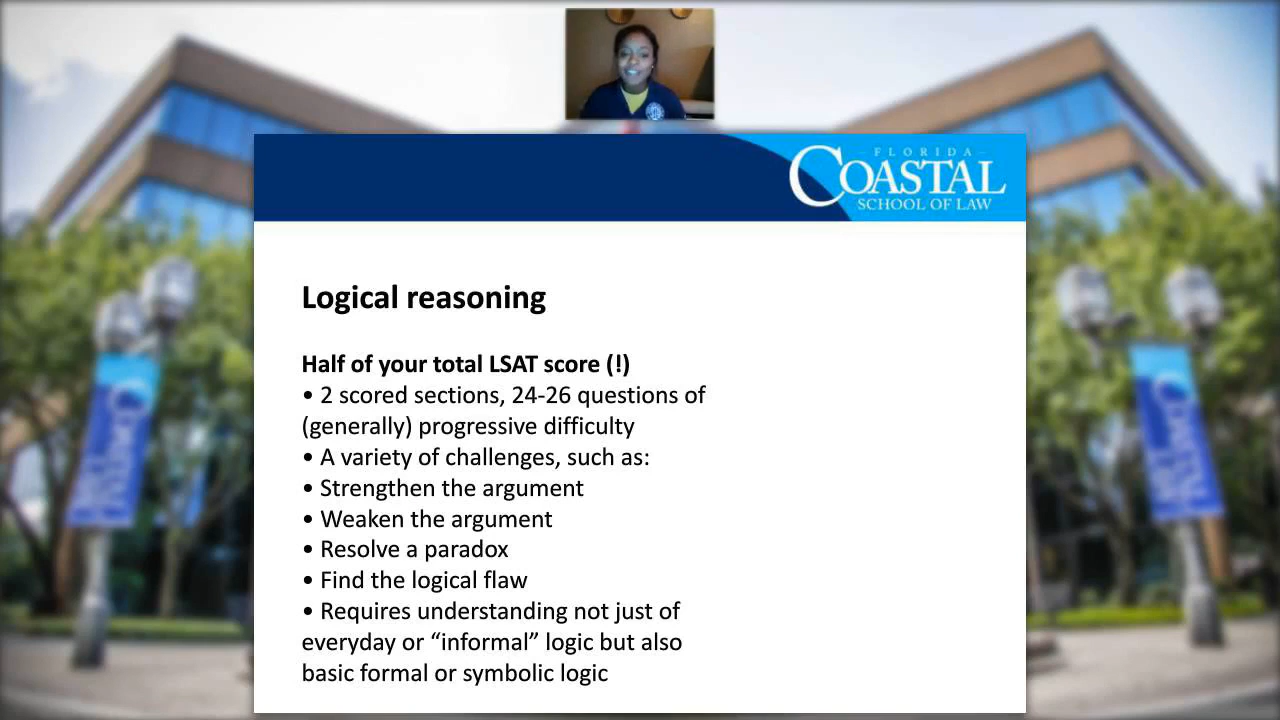 FLORIDA
COASTAL
SCHOOL OF LAW
Logical reasoning
Half of your total LSAT score (!)
• 2 scored sections, 24-26 questions of
(generally) progressive difficulty
• A variety of challenges, such as:
• Strengthen the argument
• Weaken the argument
• Resolve a paradox
• Find the logical flaw
• Requires understanding not just of
everyday or “informal” logic but also
basic formal or symbolic logic